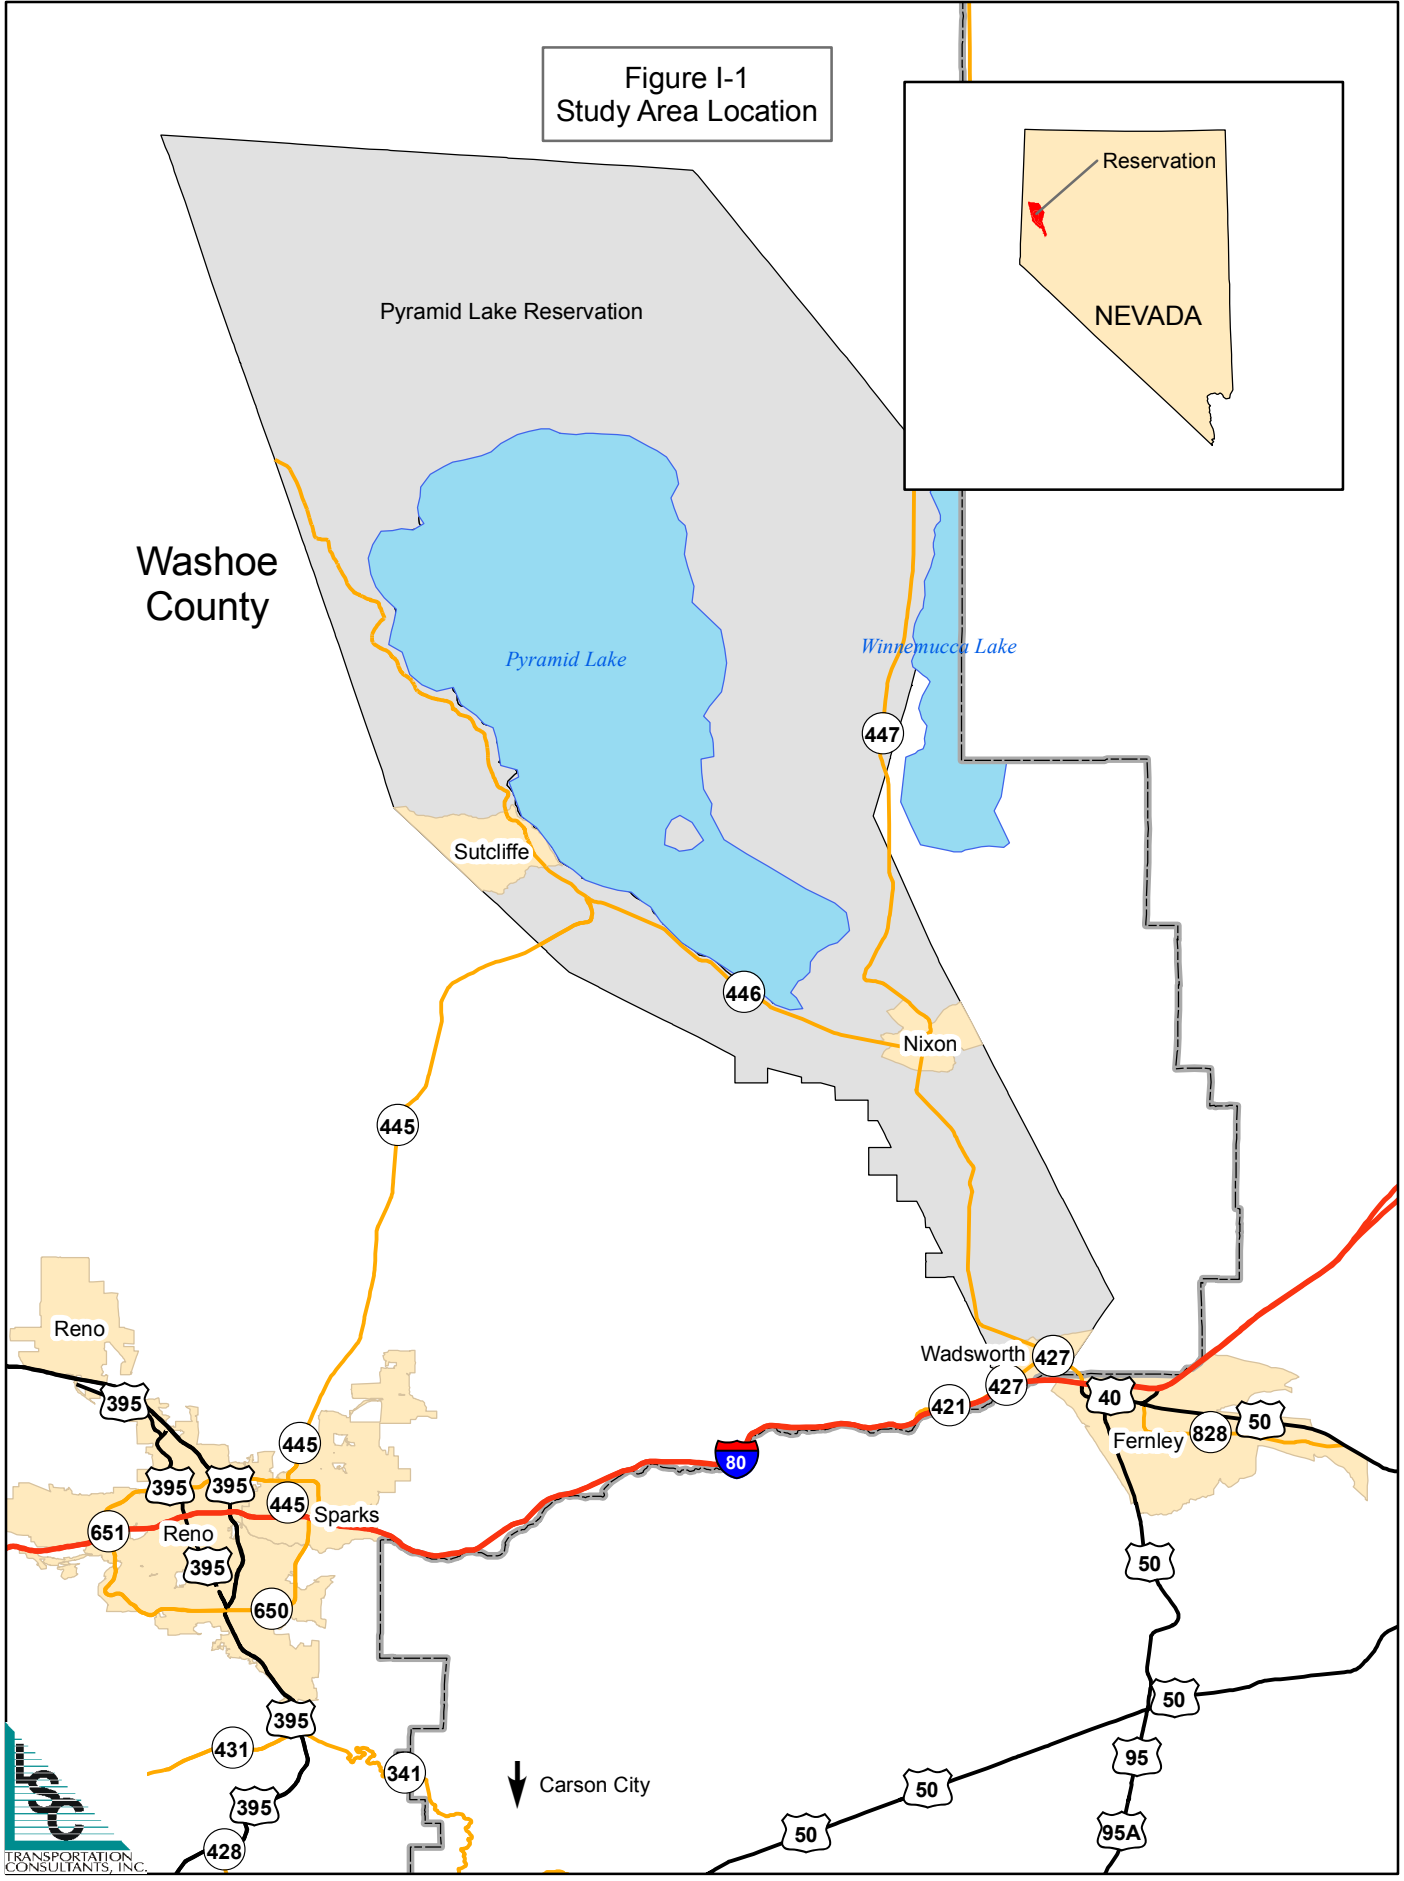 Figure I-1
Study Area Location
Reservation
NEVADA
Pyramid Lake Reservation
Washoe
County
Pyramid Lake
Winnemucca Lake
447
Sutcliffe
446
Nixon
445
Reno
Wadsworth
427
427
421
40
50
828
Fernley
395
445
80
395
395
445
Sparks
651
Reno
395
50
650
50
395
431
341
95
Carson City
50
395
50
95A
428
LSC
TRANSPORTATION
CONSULTANTS, INC.